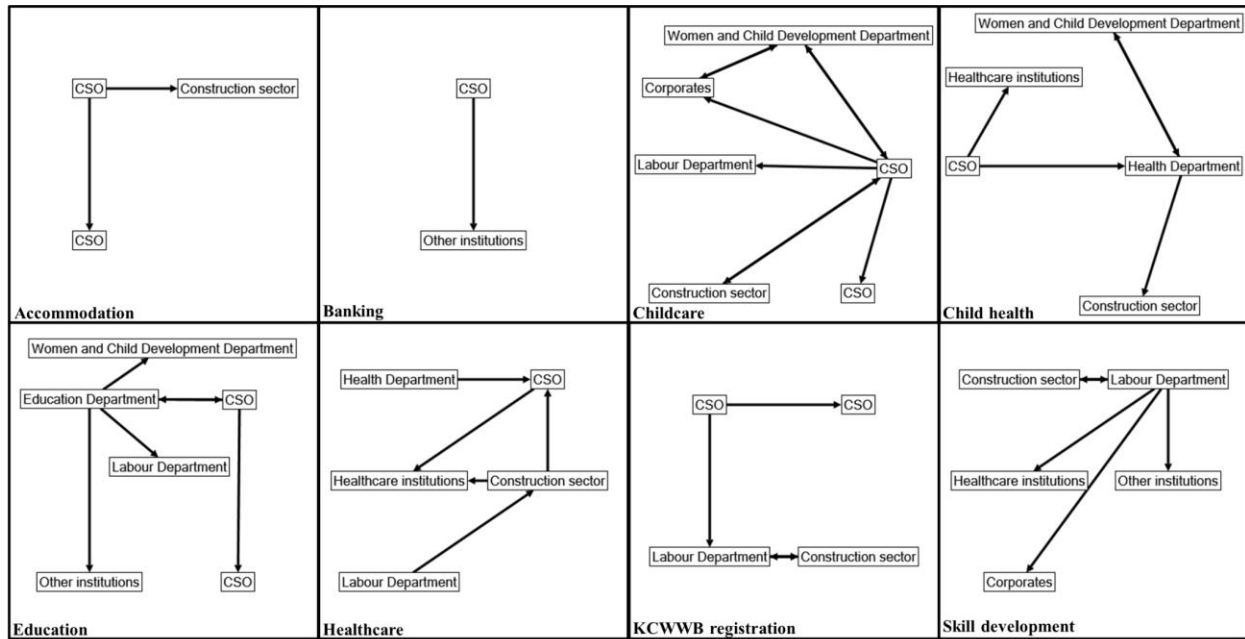 CSO
Construction sector
CSO
Accommodation
CSO
Other institutions
Banking
Women and Child Development Department
Corporates
Labour Department
CSO
Construction sector
CSO
Childcare
Women and Child Development Department
Healthcare institutions
CSO
Health Department
Construction sector
Child health
Women and Child Development Department
Education Department
CSO
Labour Department
Other institutions
CSO
Education
Health Department
CSO
Healthcare institutions
Construction sector
Labour Department
Healthcare
CSO
CSO
Labour Department
Construction sector
KCWWB registration
Construction sector
Labour Department
Healthcare institutions
Other institutions
Corporates
Skill development